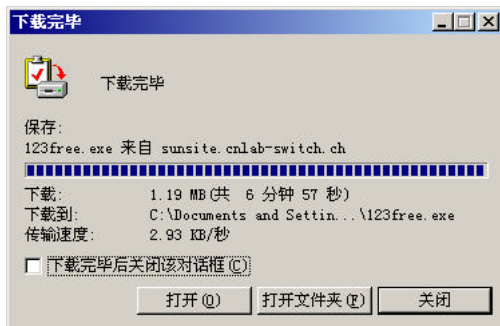 下载完毕
下载完毕
保存:
123free.exe 来自 sunsite.cnlab-switch.ch
下载: 1.19 MB(共 6 分钟 57 秒)
下载到: C:\Documents and Settin...\123free.exe
传输速度: 2.93 KB/秒
下载完毕后关闭该对话框(C)
打开(O) 打开文件夹(F) 关闭